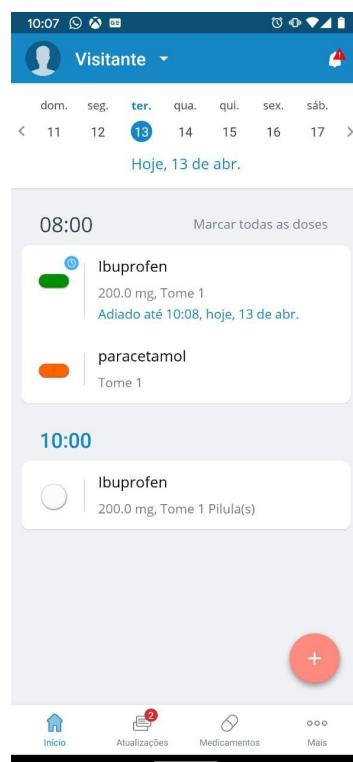 10:07
Visitante
dom. seg. ter. qua. qui. sex. sáb.
11 12 13 14 15 16 17
Hoje, 13 de abr.
08:00 Marcar todas as doses
Ibuprofen
200.0 mg, Tome 1
Adiado até 10:08, hoje, 13 de abr.
paracetamol
Tome 1
10:00
Ibuprofen
200.0 mg, Tome 1 Pílula(s)
+
2
Início Atualizações Medicamentos Mais